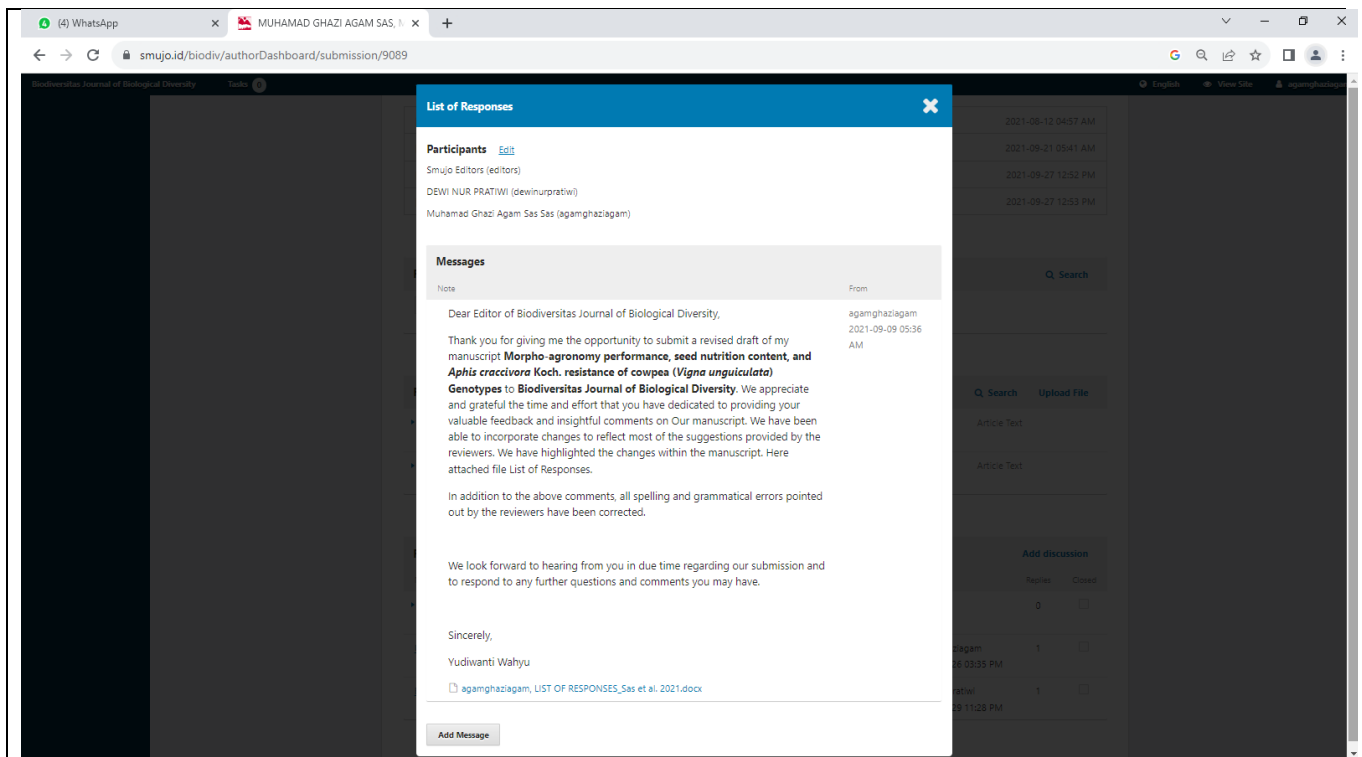 (4) WhatsApp
MUHAMAD GHAZI AGAM SAS,
smujo.id/biodiv/authorDashboard/submission/9089
Biodiversitas Journal of Biological Diversity Tasks 0 English View Site
List of Responses
2021-08-12 04:57 AM
Participants Edit
2021-09-21 05:41 AM
Smujo Editors (editors)
2021-09-27 12:52 PM
DEWI NUR PRATIWI (dewinurpratiwi)
2021-09-27 12:53 PM
Muhamad Ghazi Agam Sas Sas (agamghaziagam)
Messages
Search
Note From
Dear Editor of Biodiversitas Journal of Biological Diversity,
agamghaziagam
2021-09-09 05:36
AM
Thank you for giving me the opportunity to submit a revised draft of my
manuscript Morpho-agronomy performance, seed nutrition content, and
Aphis craccivora Koch. resistance of cowpea (Vigna unguiculata)
Genotypes to Biodiversitas Journal of Biological Diversity. We appreciate
and grateful the time and effort that you have dedicated to providing your
valuable feedback and insightful comments on Our manuscript. We have been
able to incorporate changes to reflect most of the suggestions provided by the
reviewers. We have highlighted the changes within the manuscript. Here
attached file List of Responses.
Search Upload File
Article Text
Article Text
In addition to the above comments, all spelling and grammatical errors pointed
out by the reviewers have been corrected.
We look forward to hearing from you in due time regarding our submission and
to respond to any further questions and comments you may have.
Add discussion
Replies Closed
0
Sincerely,
Yudiwanti Wahyu
agamghaziagam, LIST OF RESPONSES_Sas et al. 2021.docx
1
03:35 PM
1
11:28 PM
Add Message